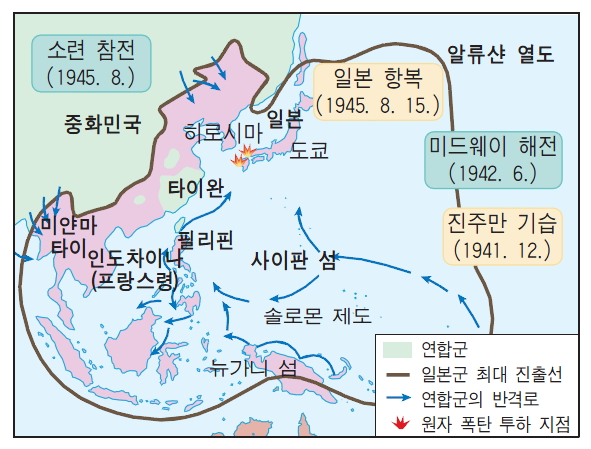 소련 참전
(1945. 8.)
알류샨 열도
일본 항복
(1945. 8. 15.)
중화민국
히로시마
일본
도쿄
미드웨이 해전
(1942. 6.)
타이완
진주만 기습
(1941. 12.)
미얀마
타이
인도차이나
(프랑스령)
필리핀
사이판 섬
솔로몬 제도
뉴가니 섬
연합군
일본군 최대 진출선
연합군의 반격로
원자 폭탄 투하 지점